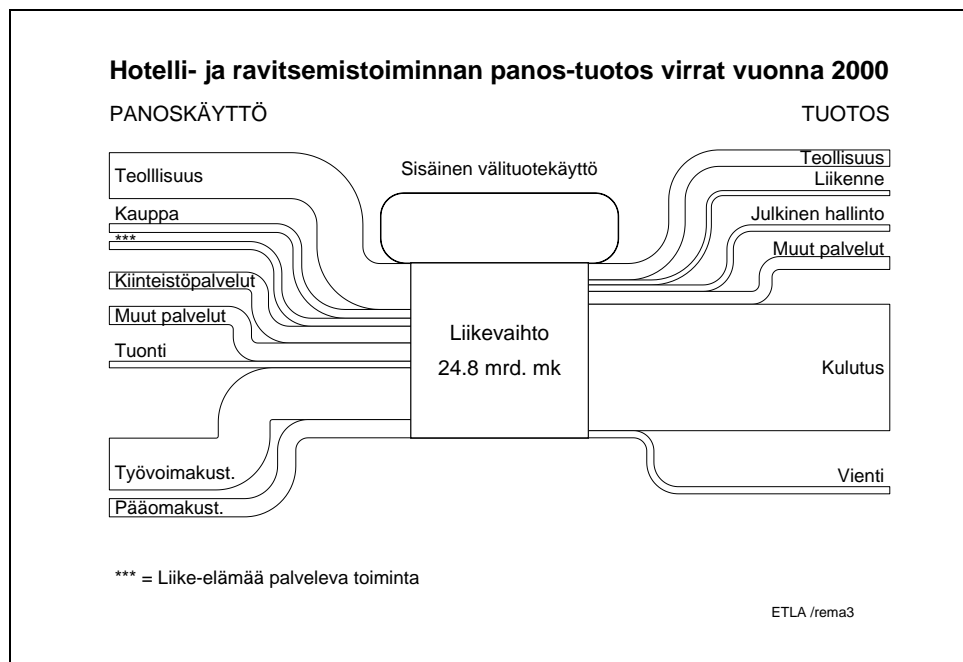 Hotelli- ja ravitsemistoiminnan panos-tuotos virrat vuonna 2000
PANOSKÄYTTÖ
TUOTOS
Teolllisuus
Kauppa
***
Kiinteistöpalvelut
Muut palvelut
Tuonti
Työvoimakust.
Pääomakust.
Sisäinen välituotekäyttö
Liikevaihto
24.8 mrd. mk
Teollisuus
Liikenne
Julkinen hallinto
Muut palvelut
Kulutus
Vienti
*** = Liike-elämää palveleva toiminta
ETLA /rema3